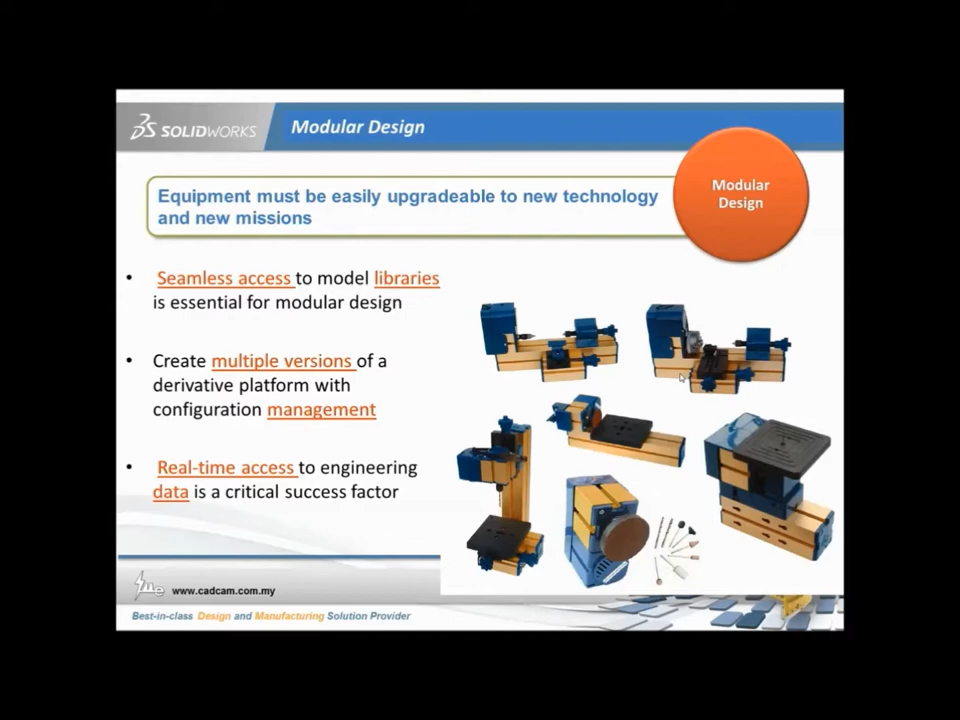 SOLIDWORKS
Modular Design
Modular
Design
Equipment must be easily upgradeable to new technology
and new missions
• Seamless access to model libraries
is essential for modular design
• Create multiple versions of a
derivative platform with
configuration management
• Real-time access to engineering
data is a critical success factor
www.cadcam.com.my
Best-in-class Design and Manufacturing Solution Provider